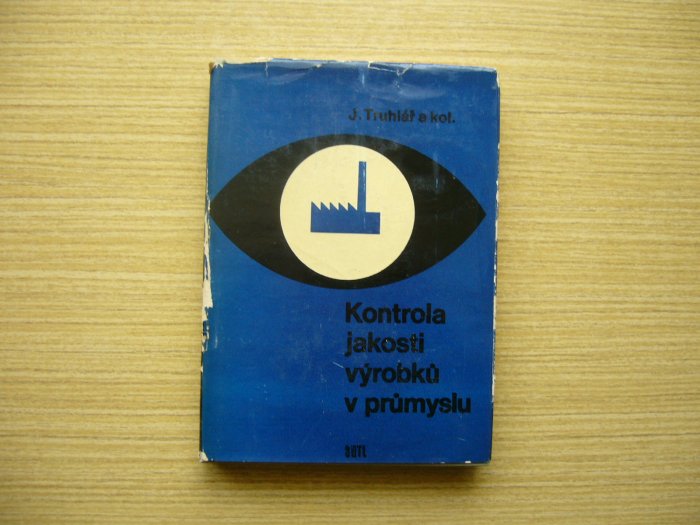 J. Truhlář a kol.
Kontrola
jakosti
výrobků
v průmyslu
SNTL